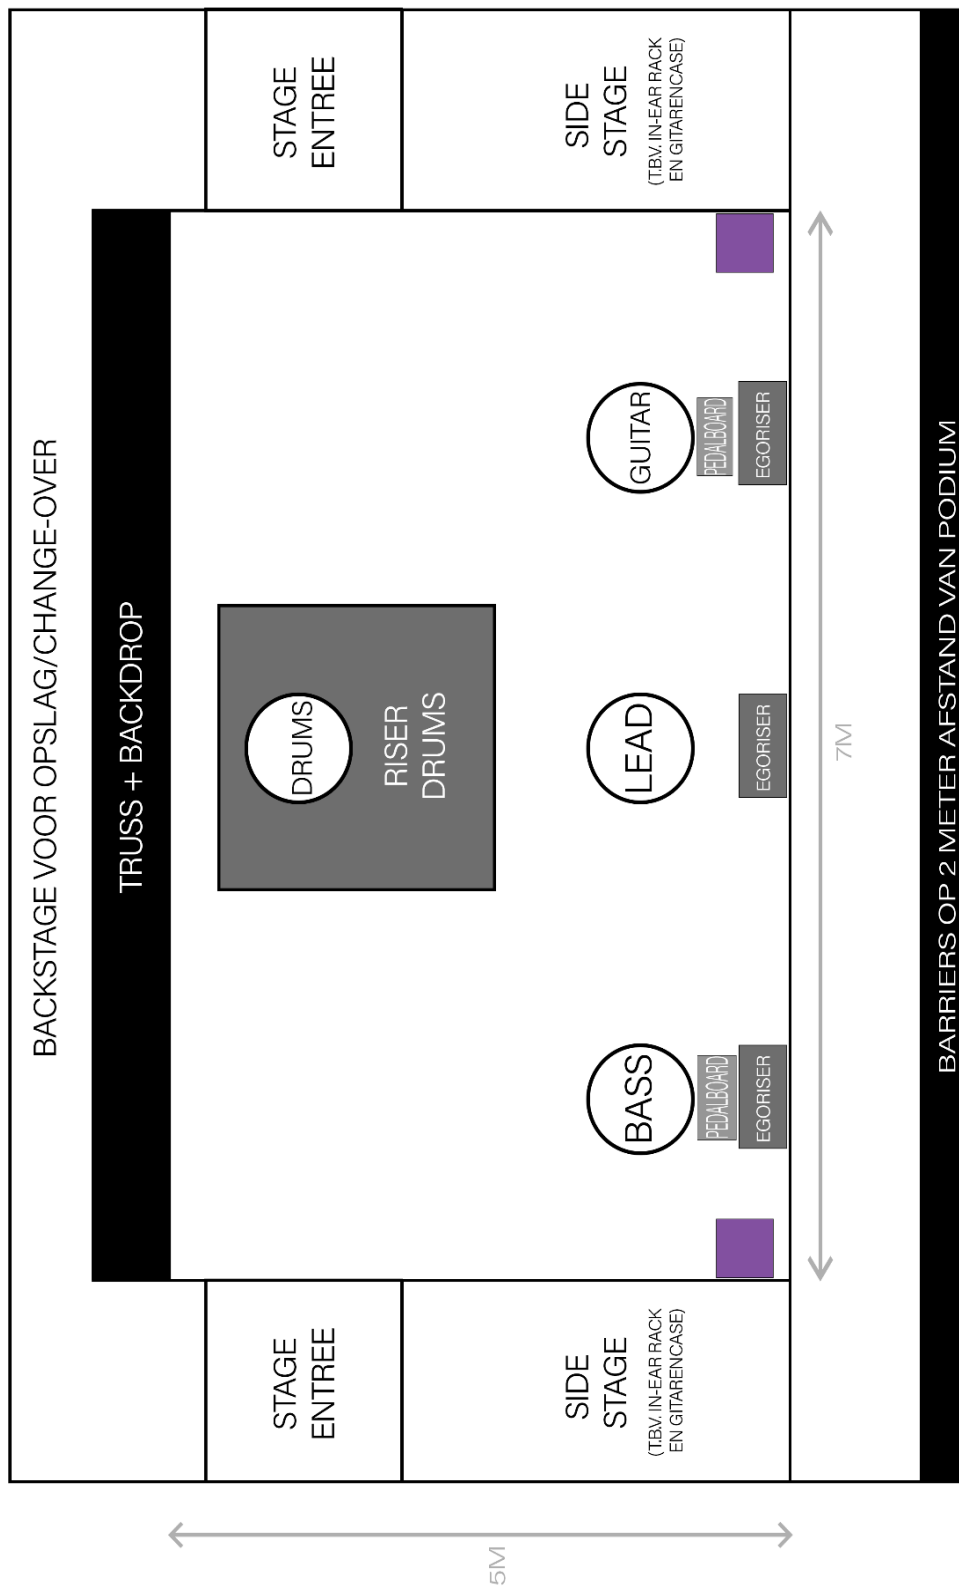 BACKSTAGE VOOR OPSLAG/CHANGE-OVER
TRUSS + BACKDROP
STAGE
ENTREE
STAGE
ENTREE
DRUMS
RISER
DRUMS
SIDE
STAGE
(T.B.V. IN-EAR RACK
EN GITARENCASE)
SIDE
STAGE
(T.B.V. IN-EAR RACK
EN GITARENCASE)
BASS
LEAD
GUITAR
PEDALBOARD
PEDALBOARD
EGORISER
EGORISER
EGORISER
5M
7M
BARRIERS OP 2 METER AFSTAND VAN PODIUM